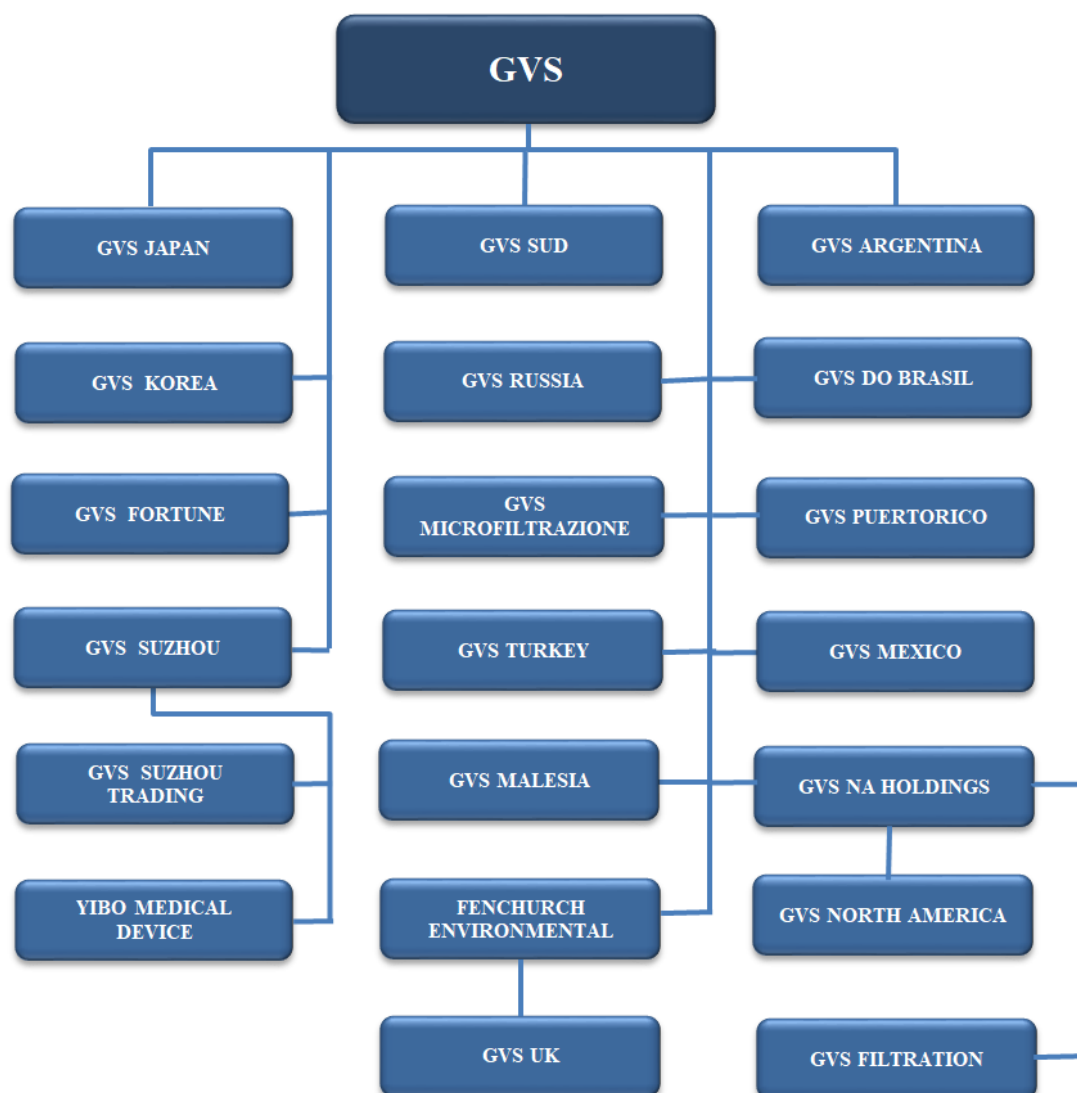 GVS
GVS JAPAN
GVS SUD
GVS ARGENTINA
GVS KOREA
GVS RUSSIA
GVS DO BRASIL
GVS FORTUNE
GVS
MICROFILTRAZIONE
GVS PUERTORICO
GVS SUZHOU
GVS TURKEY
GVS MEXICO
GVS SUZHOU
TRADING
GVS MALESIA
GVS NA HOLDINGS
YIBO MEDICAL
DEVICE
FENCHURCH
ENVIRONMENTAL
GVS NORTH AMERICA
GVS UK
GVS FILTRATION